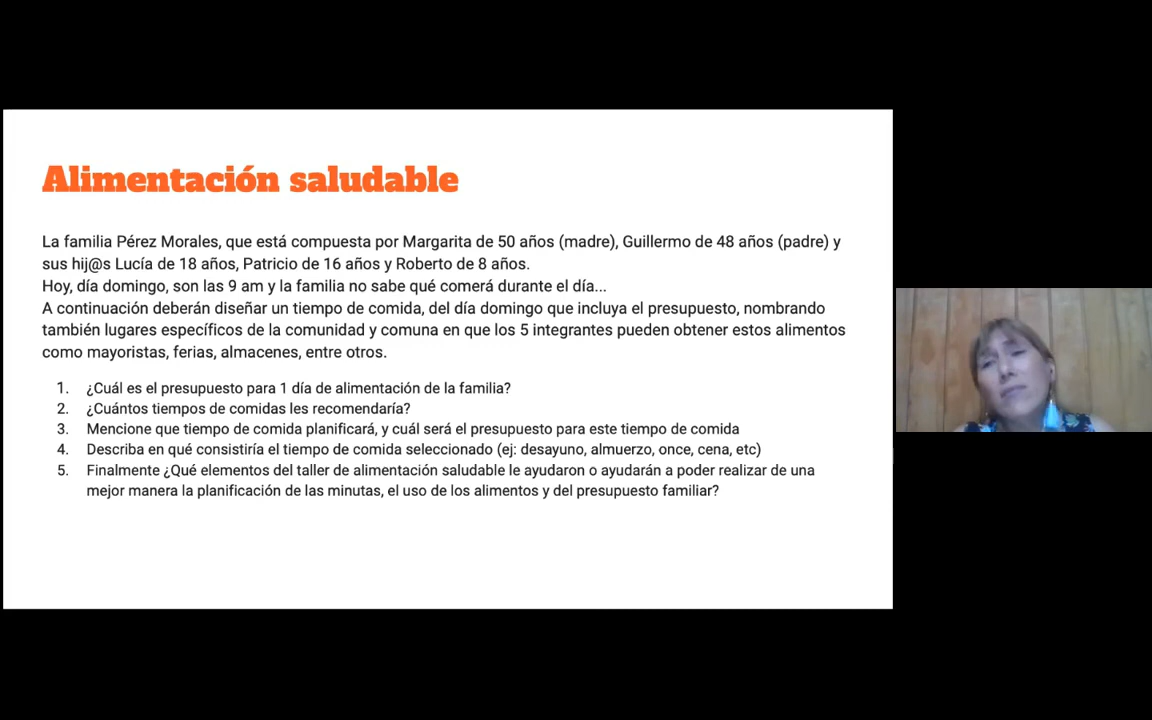 Alimentación saludable
La familia Pérez Morales, que está compuesta por Margarita de 50 años (madre), Guillermo de 48 años (padre) y
sus hij@s Lucía de 18 años, Patricio de 16 años y Roberto de 8 años.
Hoy, día domingo, son las 9 am y la familia no sabe qué comerá durante el día...
A continuación deberán diseñar un tiempo de comida, del día domingo que incluya el presupuesto, nombrando
también lugares específicos de la comunidad y comuna en que los 5 integrantes pueden obtener estos alimentos
como mayoristas, ferias, almacenes, entre otros.
1. ¿Cuál es el presupuesto para 1 día de alimentación de la familia?
2. ¿Cuántos tiempos de comidas les recomendaría?
3. Mencione que tiempo de comida planificará, y cuál será el presupuesto para este tiempo de comida
4. Describa en qué consistiría el tiempo de comida seleccionado (ej: desayuno, almuerzo, once, cena, etc)
5. Finalmente ¿Qué elementos del taller de alimentación saludable le ayudaron o ayudarán a poder realizar de una
mejor manera la planificación de las minutas, el uso de los alimentos y del presupuesto familiar?